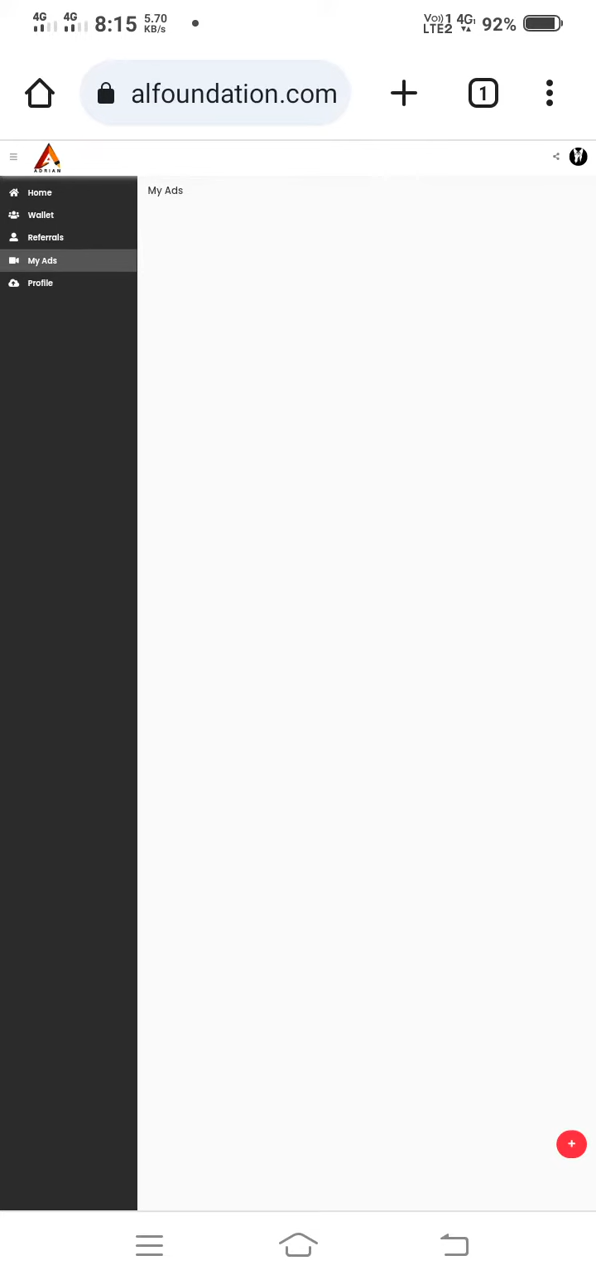 4G 4G 8:15 5.70 KB/s Vo))1 LTE2 4G 92%
alfoundation.com 1
ADRIAN
Home
My Ads
Wallet
Referrals
My Ads
Profile